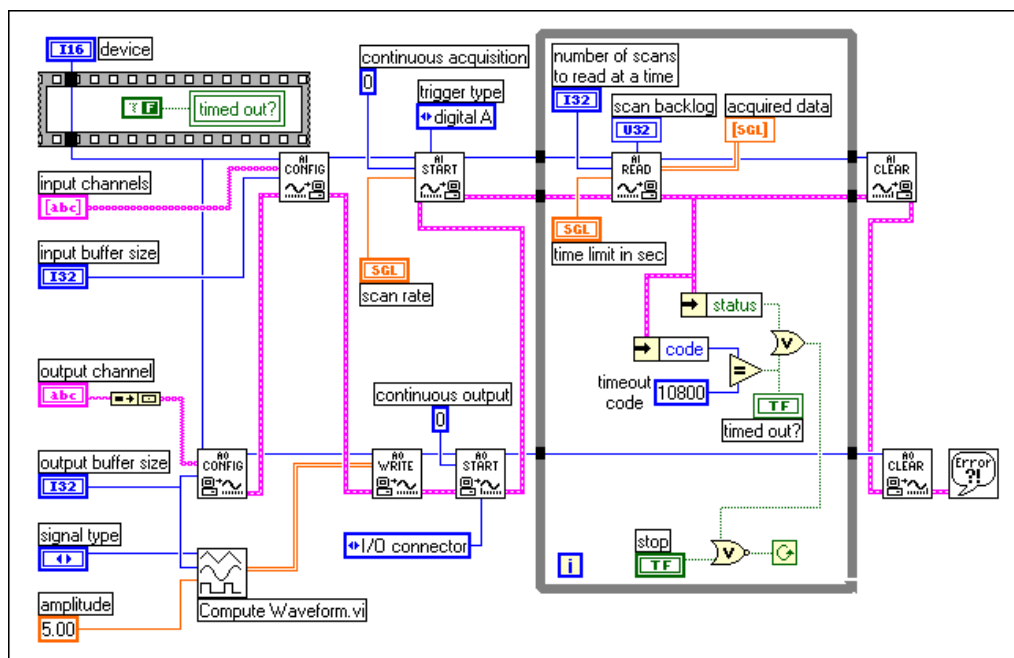 I16
device
F
timed out?
input channels
[abc]
input buffer size
I32
AI
CONFIG
continuous acquisition
0
trigger type
digital A
AI
START
SGL
scan rate
number of scans
to read at a time
I32
scan backlog
U32
acquired data
[SGL]
AI
READ
SGL
time limit in sec
AI
CLEAR
status
code
timeout
code
10800
=
V
TF
timed out?
output channel
abc
output buffer size
I32
AO
CONFIG
signal type
amplitude
5.00
Compute Waveform.vi
continuous output
0
AO
WRITE
AO
START
I/O connector
i
stop
TF
V
AO
CLEAR
Error
?!